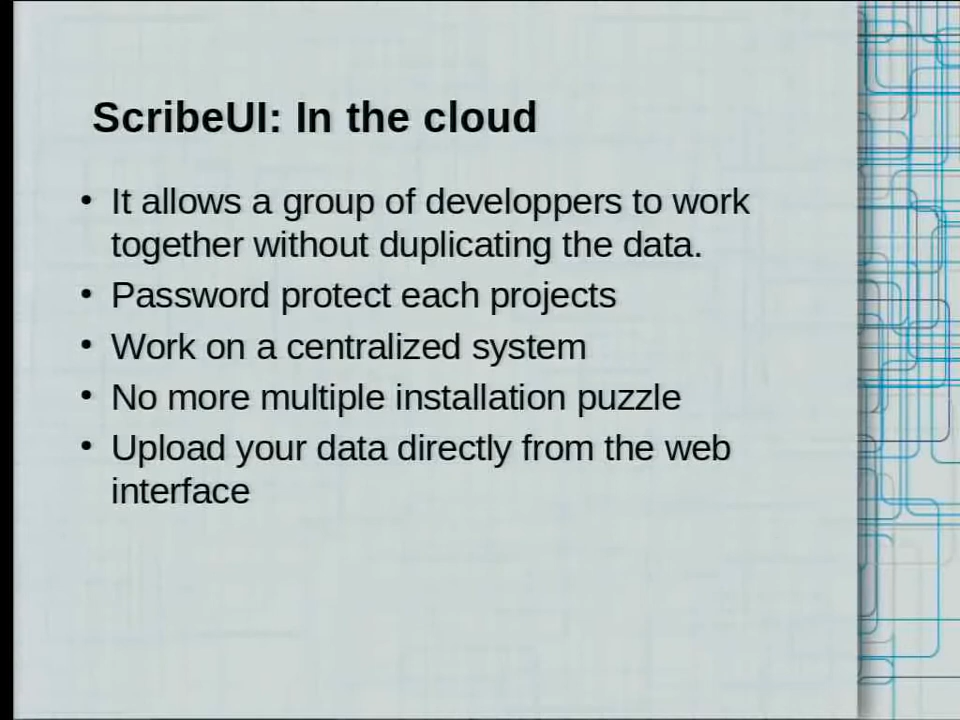 ScribeUI: In the cloud
• It allows a group of developpers to work
together without duplicating the data.
• Password protect each projects
• Work on a centralized system
• No more multiple installation puzzle
• Upload your data directly from the web
interface